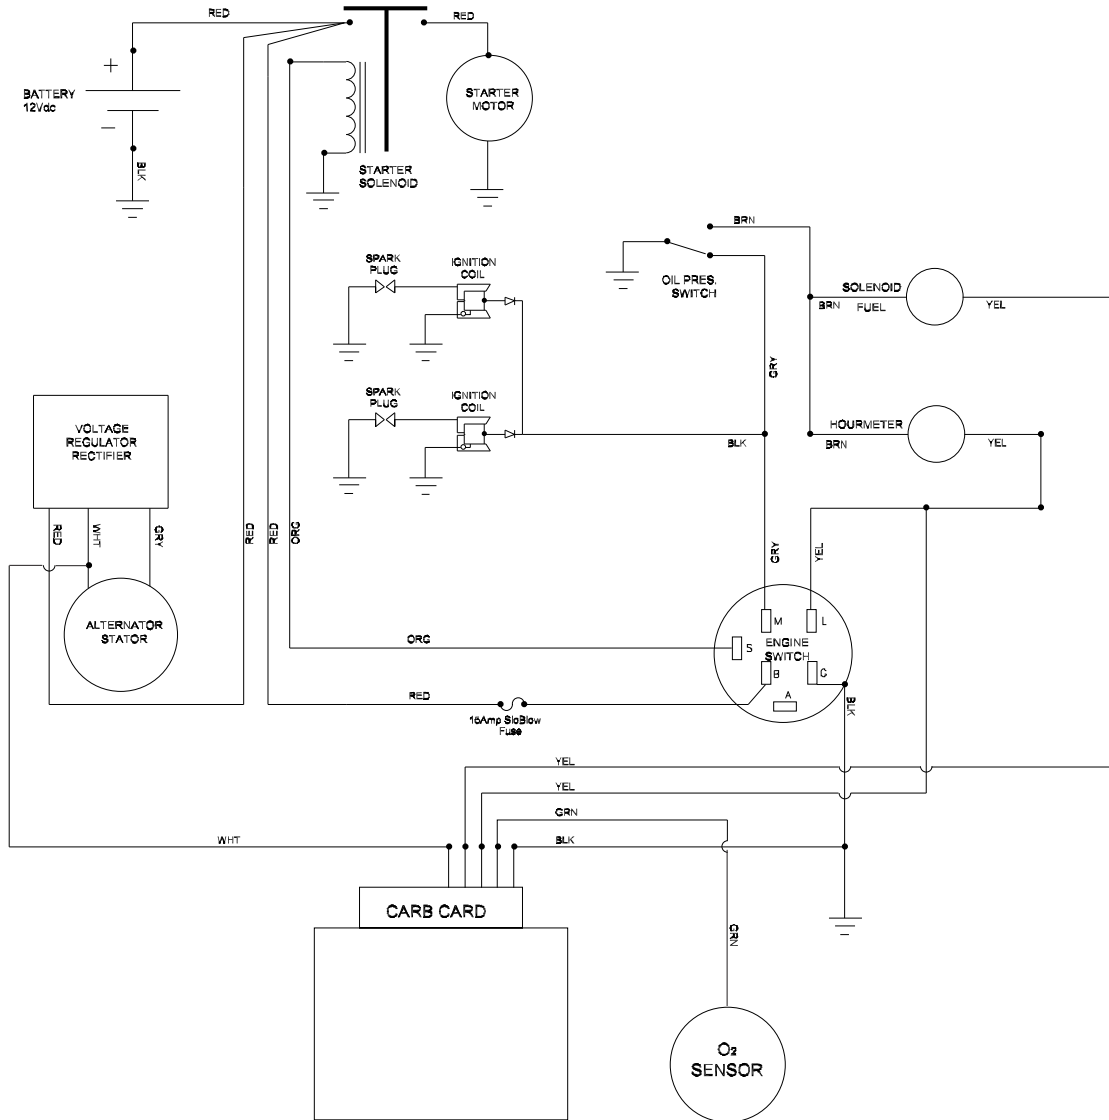 RED
RED
+
BATTERY
12Vdc
–
BLK
STARTER
MOTOR
STARTER
SOLENOID
BRN
SPARK
PLUG
IGNITION
COIL
OIL PRES.
SWITCH
SOLENOID
FUEL
BRN
YEL
GRY
SPARK
PLUG
IGNITION
COIL
HOURMETER
BLK
BRN
YEL
VOLTAGE
REGULATOR
RECTIFIER
RED
WHT
GRY
RED
RED
ORG
GRY
YEL
ALTERNATOR
STATOR
M
L
ORG
S
ENGINE
SWITCH
B
G
A
BLK
RED
15Amp SloBlow
Fuse
YEL
YEL
GRN
WHT
BLK
CARB CARD
GRN
O2
SENSOR